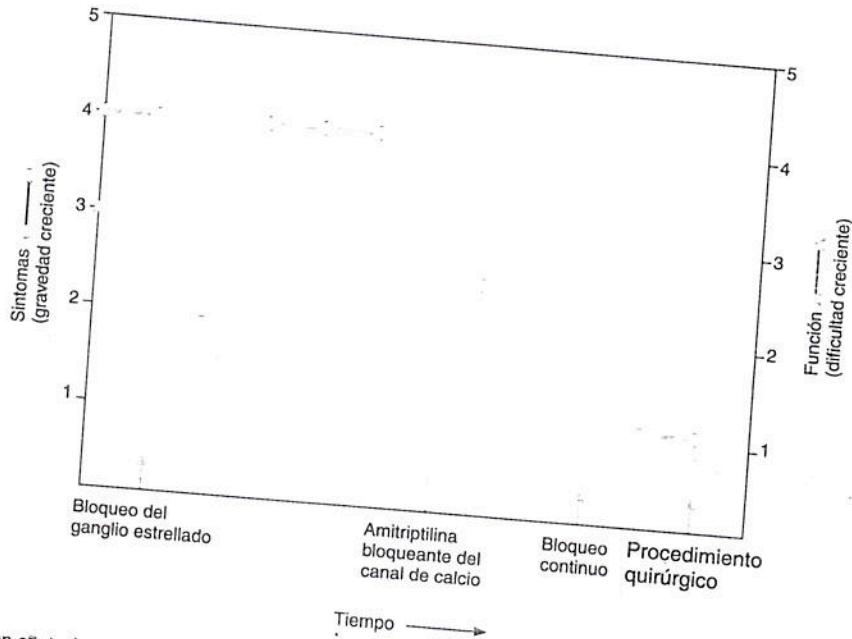 5
4
3
2
1
Síntomas
(gravedad creciente)
5
4
3
2
1
Función
(dificultad creciente)
Bloqueo del
ganglio estrellado
Amitriptilina
bloqueante del
canal de calcio
Bloqueo
continuo
Procedimiento
quirúrgico
Tiempo